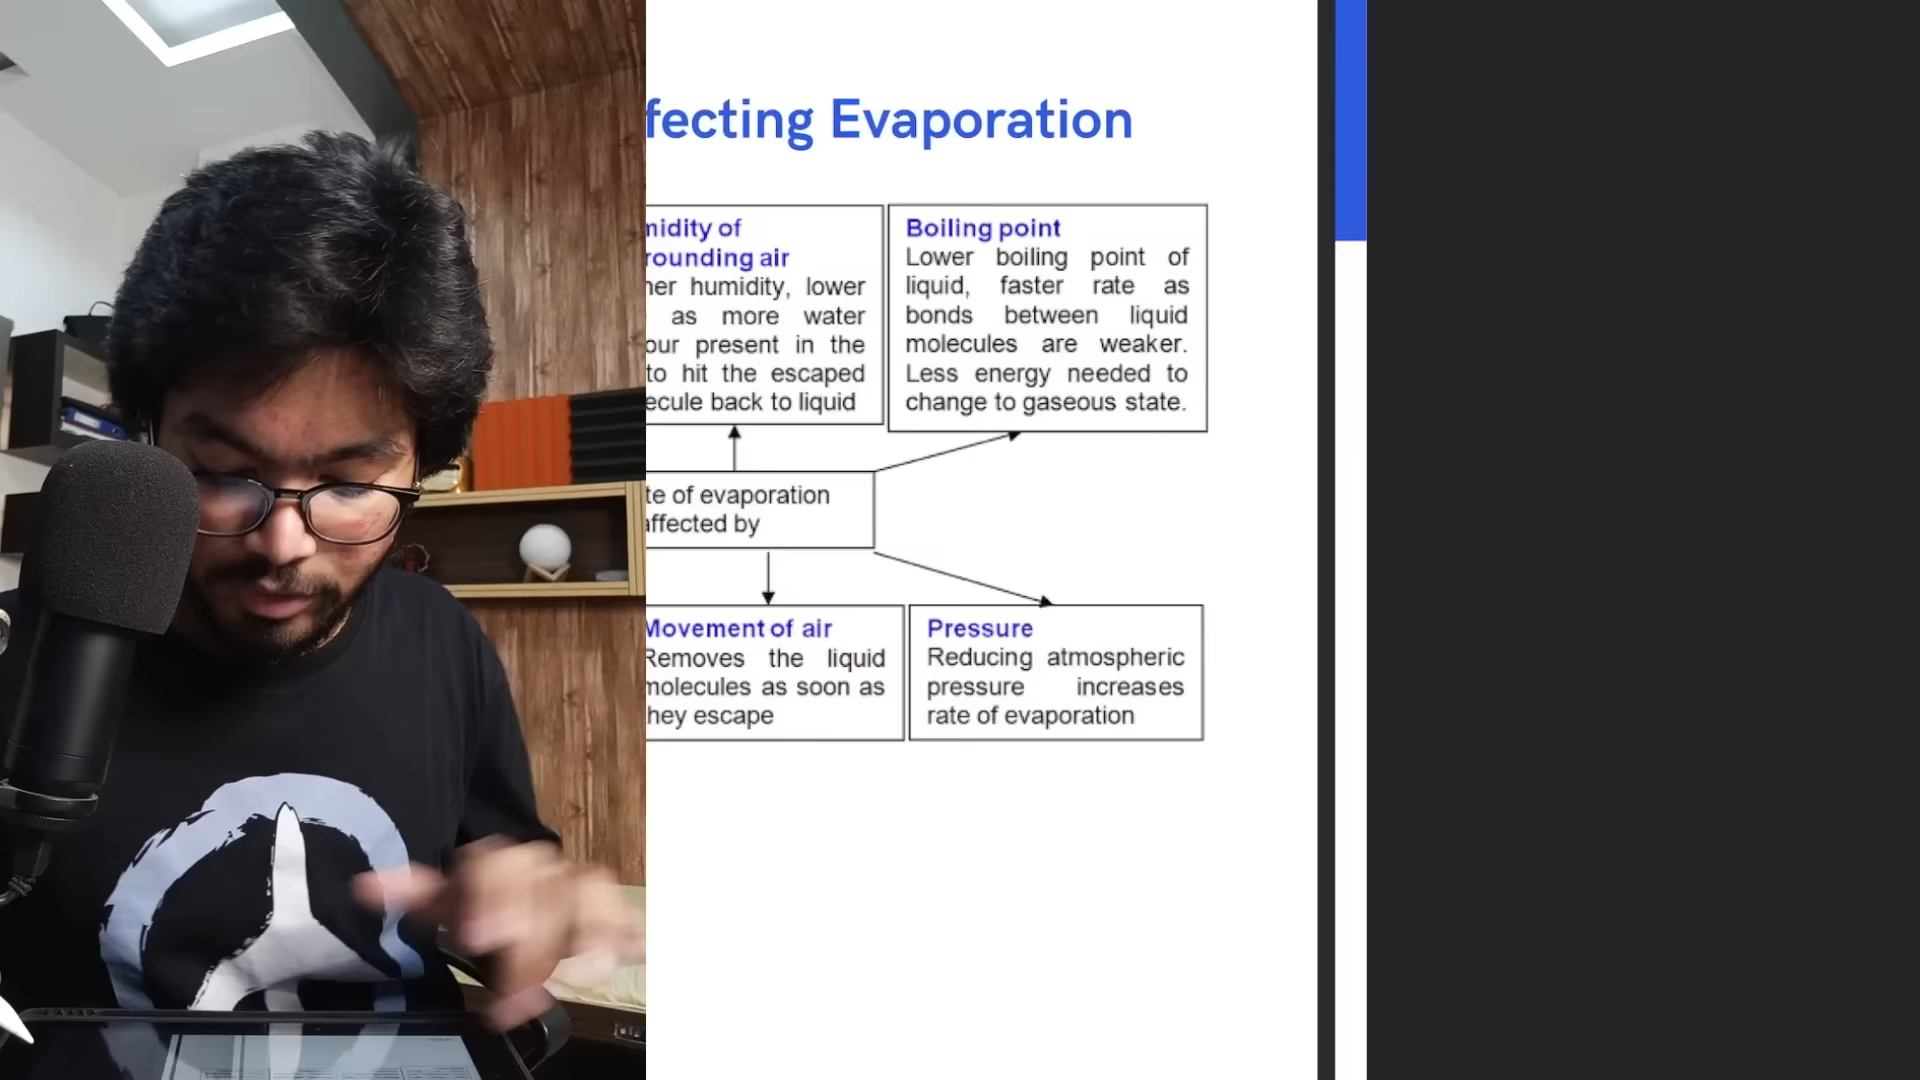 fecting Evaporation
midity of
rounding air
her humidity, lower
as more water
our present in the
to hit the escaped
ecule back to liquid
Boiling point
Lower boiling point of
liquid, faster rate as
bonds between liquid
molecules are weaker.
Less energy needed to
change to gaseous state.
te of evaporation
affected by
Movement of air
Removes the liquid
molecules as soon as
hey escape
Pressure
Reducing atmospheric
pressure increases
rate of evaporation